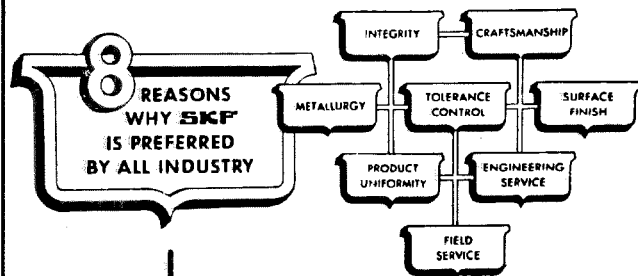 8
REASONS
WHY SKF
IS PREFERRED
BY ALL INDUSTRY
INTEGRITY
CRAFTSMANSHIP
METALLURGY
TOLERANCE
CONTROL
SURFACE
FINISH
PRODUCT
UNIFORMITY
ENGINEERING
SERVICE
FIELD
SERVICE